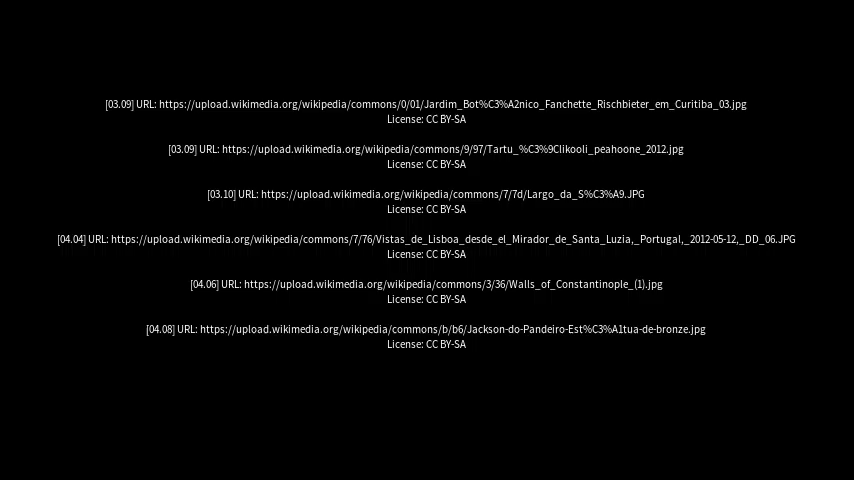 [03.09] URL: https://upload.wikimedia.org/wikipedia/commons/0/01/Jardim_Bot%C3%A2nico_Fanchette_Rischbieter_em_Curitiba_03.jpg
License: CC BY-SA
[03.09] URL: https://upload.wikimedia.org/wikipedia/commons/9/97/Tartu_%C3%9Clikooli_peahoone_2012.jpg
License: CC BY-SA
[03.10] URL: https://upload.wikimedia.org/wikipedia/commons/7/7d/Largo_da_S%C3%A9.JPG
License: CC BY-SA
[04.04] URL: https://upload.wikimedia.org/wikipedia/commons/7/76/Vistas_de_Lisboa_desde_el_Mirador_de_Santa_Luzia,_Portugal,_2012-05-12,_DD_06.JPG
License: CC BY-SA
[04.06] URL: https://upload.wikimedia.org/wikipedia/commons/3/36/Walls_of_Constantinople_(1).jpg
License: CC BY-SA
[04.08] URL: https://upload.wikimedia.org/wikipedia/commons/b/b6/Jackson-do-Pandeiro-Est%C3%A1tua-de-bronze.jpg
License: CC BY-SA